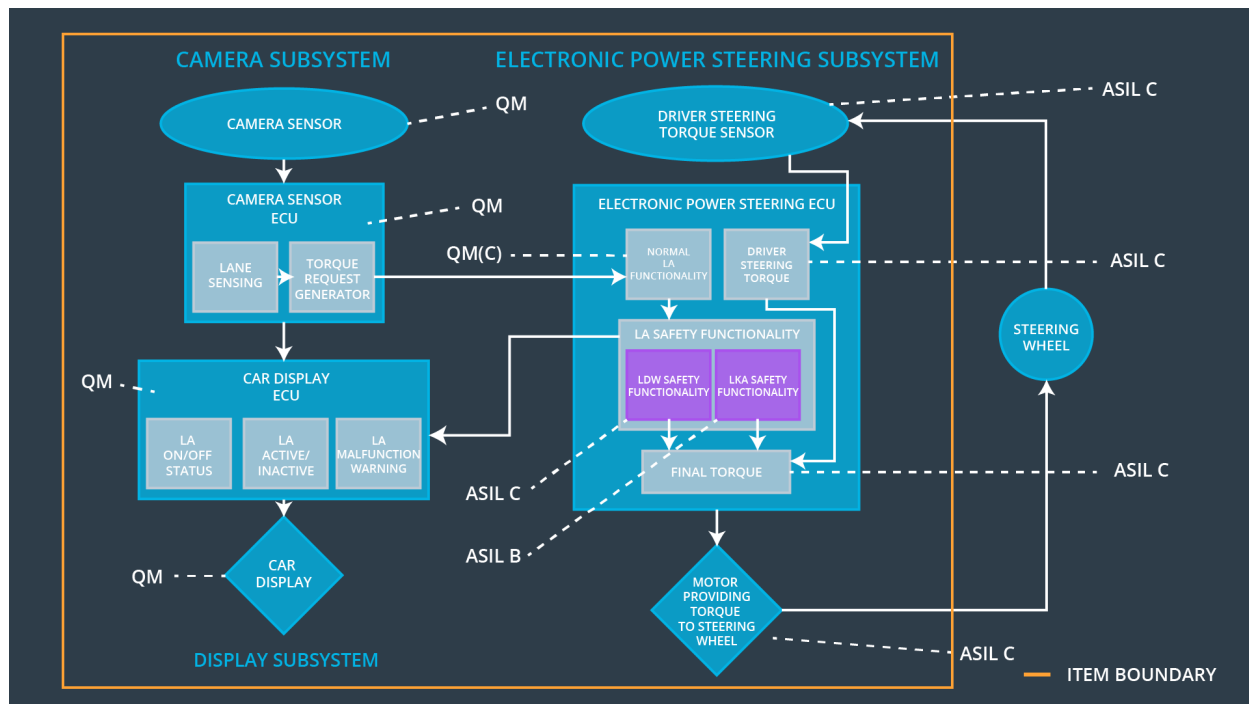 CAMERA SUBSYSTEM
ELECTRONIC POWER STEERING SUBSYSTEM
CAMERA SENSOR
QM
DRIVER STEERING
TORQUE SENSOR
ASIL C
CAMERA SENSOR
ECU
QM
LANE
SENSING
TORQUE
REQUEST
GENERATOR
ELECTRONIC POWER STEERING ECU
QM(C)
NORMAL
LA
FUNCTIONALITY
DRIVER
STEERING
TORQUE
ASIL C
STEERING
WHEEL
LA SAFETY FUNCTIONALITY
LDW SAFETY
FUNCTIONALITY
LKA SAFETY
FUNCTIONALITY
QM
CAR DISPLAY
ECU
LA
ON/OFF
STATUS
LA
ACTIVE/
INACTIVE
LA
MALFUNCTION
WARNING
FINAL TORQUE
ASIL C
ASIL C
ASIL B
QM
CAR
DISPLAY
MOTOR
PROVIDING
TORQUE
TO STEERING
WHEEL
ASIL C
DISPLAY SUBSYSTEM
ITEM BOUNDARY